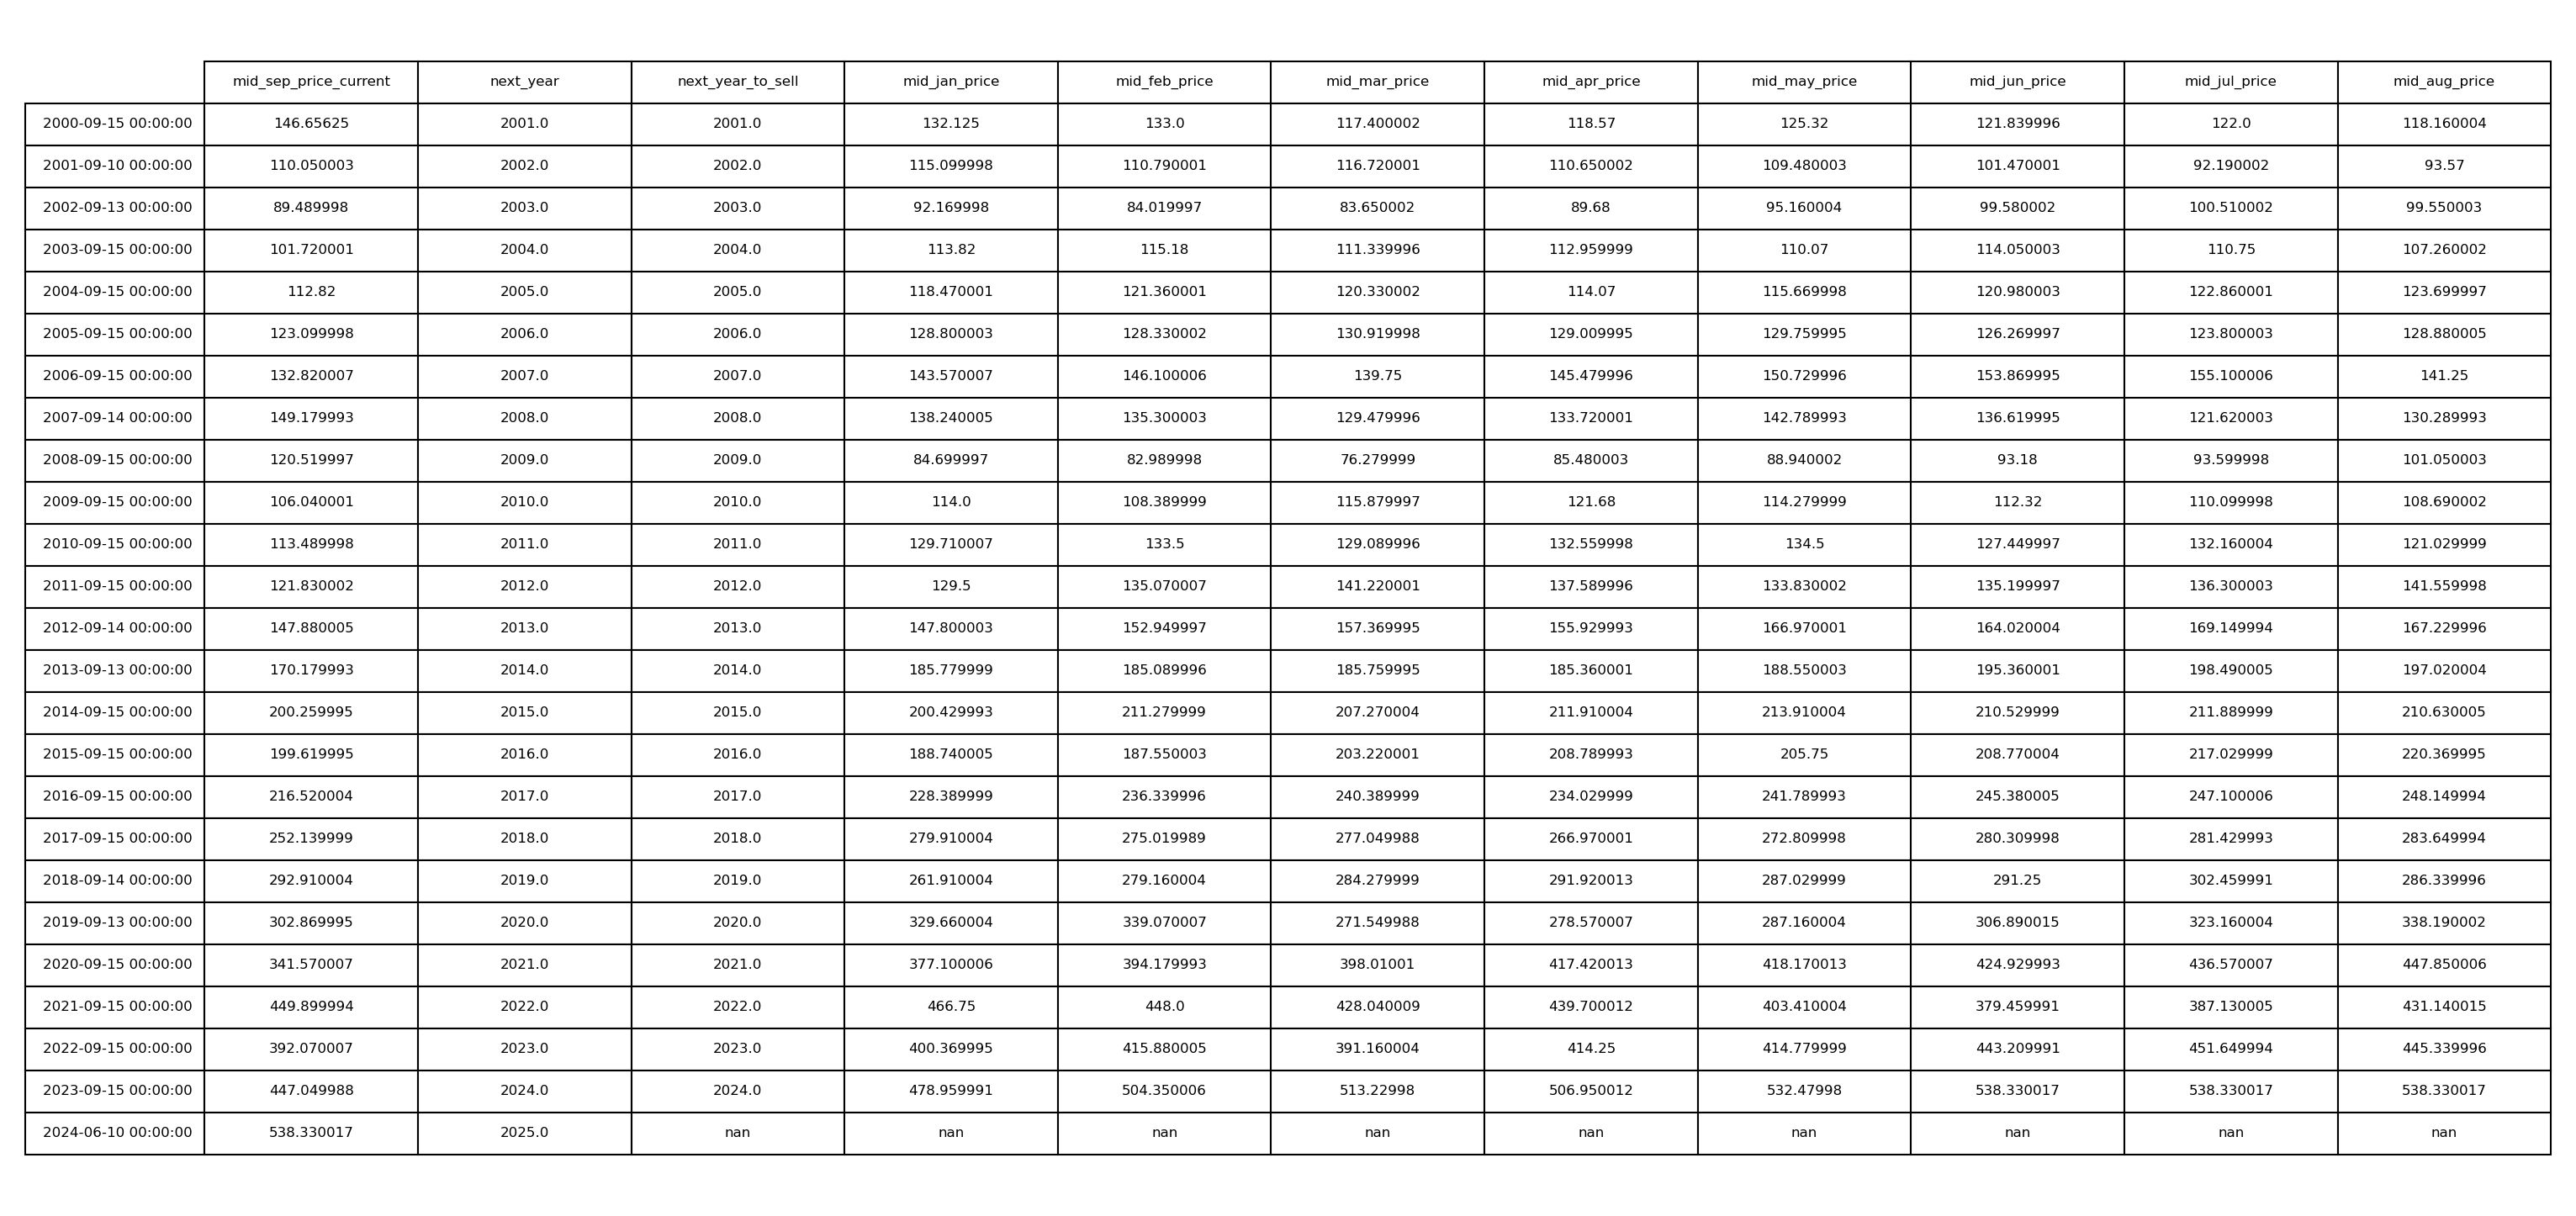 mid_sep_price_current next_year next_year_to_sell mid_jan_price mid_feb_price mid_mar_price mid_apr_price mid_may_price mid_jun_price mid_jul_price mid_aug_price
2000-09-15 00:00:00 146.65625 2001.0 2001.0 132.125 133.0 117.400002 118.57 125.32 121.839996 122.0 118.160004
2001-09-10 00:00:00 110.050003 2002.0 2002.0 115.099998 110.790001 116.720001 110.650002 109.480003 101.470001 92.190002 93.57
2002-09-13 00:00:00 89.489998 2003.0 2003.0 92.169998 84.019997 83.650002 89.68 95.160004 99.580002 100.510002 99.550003
2003-09-15 00:00:00 101.720001 2004.0 2004.0 113.82 115.18 111.339996 112.959999 110.07 114.050003 110.75 107.260002
2004-09-15 00:00:00 112.82 2005.0 2005.0 118.470001 121.360001 120.330002 114.07 115.669998 120.980003 122.860001 123.699997
2005-09-15 00:00:00 123.099998 2006.0 2006.0 128.800003 128.330002 130.919998 129.009995 129.759995 126.269997 123.800003 128.880005
2006-09-15 00:00:00 132.820007 2007.0 2007.0 143.570007 146.100006 139.75 145.479996 150.729996 153.869995 155.100006 141.25
2007-09-14 00:00:00 149.179993 2008.0 2008.0 138.240005 135.300003 129.479996 133.720001 142.789993 136.619995 121.620003 130.289993
2008-09-15 00:00:00 120.519997 2009.0 2009.0 84.699997 82.989998 76.279999 85.480003 88.940002 93.18 93.599998 101.050003
2009-09-15 00:00:00 106.040001 2010.0 2010.0 114.0 108.389999 115.879997 121.68 114.279999 112.32 110.099998 108.690002
2010-09-15 00:00:00 113.489998 2011.0 2011.0 129.710007 133.5 129.089996 132.559998 134.5 127.449997 132.160004 121.029999
2011-09-15 00:00:00 121.830002 2012.0 2012.0 129.5 135.070007 141.220001 137.589996 133.830002 135.199997 136.300003 141.559998
2012-09-14 00:00:00 147.880005 2013.0 2013.0 147.800003 152.949997 157.369995 155.929993 166.970001 164.020004 169.149994 167.229996
2013-09-13 00:00:00 170.179993 2014.0 2014.0 185.779999 185.089996 185.759995 185.360001 188.550003 195.360001 198.490005 197.020004
2014-09-15 00:00:00 200.259995 2015.0 2015.0 200.429993 211.279999 207.270004 211.910004 213.910004 210.529999 211.889999 210.630005
2015-09-15 00:00:00 199.619995 2016.0 2016.0 188.740005 187.550003 203.220001 208.789993 205.75 208.770004 217.029999 220.369995
2016-09-15 00:00:00 216.520004 2017.0 2017.0 228.389999 236.339996 240.389999 234.029999 241.789993 245.380005 247.100006 248.149994
2017-09-15 00:00:00 252.139999 2018.0 2018.0 279.910004 275.019989 277.049988 266.970001 272.809998 280.309998 281.429993 283.649994
2018-09-14 00:00:00 292.910004 2019.0 2019.0 261.910004 279.160004 284.279999 291.920013 287.029999 291.25 302.459991 286.339996
2019-09-13 00:00:00 302.869995 2020.0 2020.0 329.660004 339.070007 271.549988 278.570007 287.160004 306.890015 323.160004 338.190002
2020-09-15 00:00:00 341.570007 2021.0 2021.0 377.100006 394.179993 398.01001 417.420013 418.170013 424.929993 436.570007 447.850006
2021-09-15 00:00:00 449.899994 2022.0 2022.0 466.75 448.0 428.040009 439.700012 403.410004 379.459991 387.130005 431.140015
2022-09-15 00:00:00 392.070007 2023.0 2023.0 400.369995 415.880005 391.160004 414.25 414.779999 443.209991 451.649994 445.339996
2023-09-15 00:00:00 447.049988 2024.0 2024.0 478.959991 504.350006 513.22998 506.950012 532.47998 538.330017 538.330017 538.330017
2024-06-10 00:00:00 538.330017 2025.0 nan nan nan nan nan nan nan nan nan